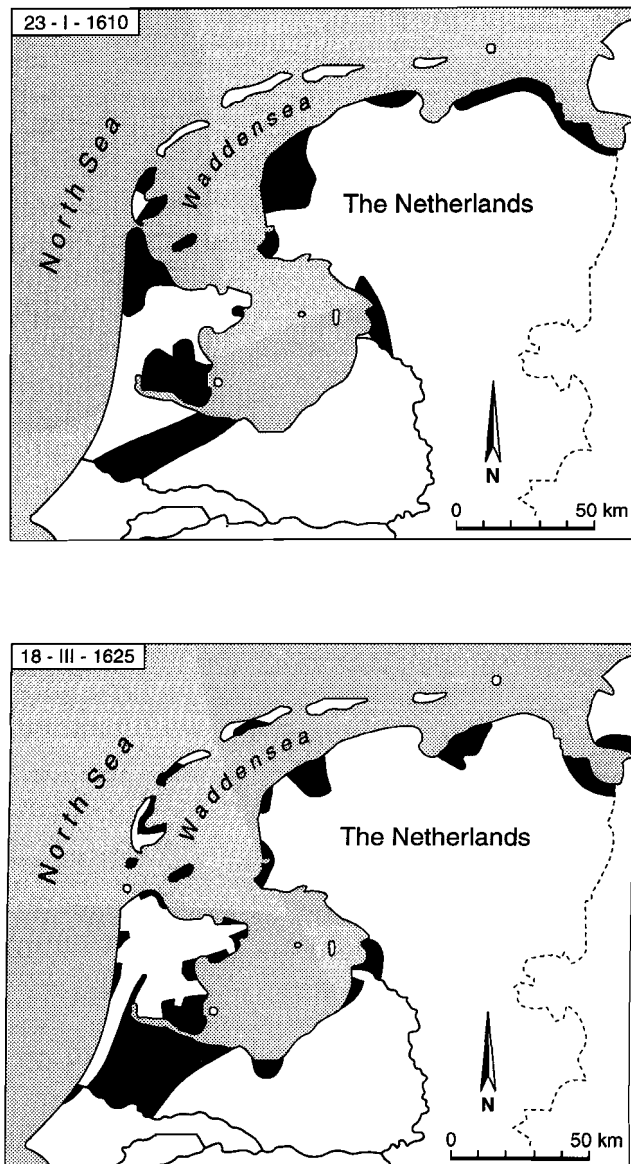 23 - I - 1610
North Sea
Waddensea
The Netherlands
N
0 50 km
18 - III - 1625
North Sea
Waddensea
The Netherlands
N
0 50 km